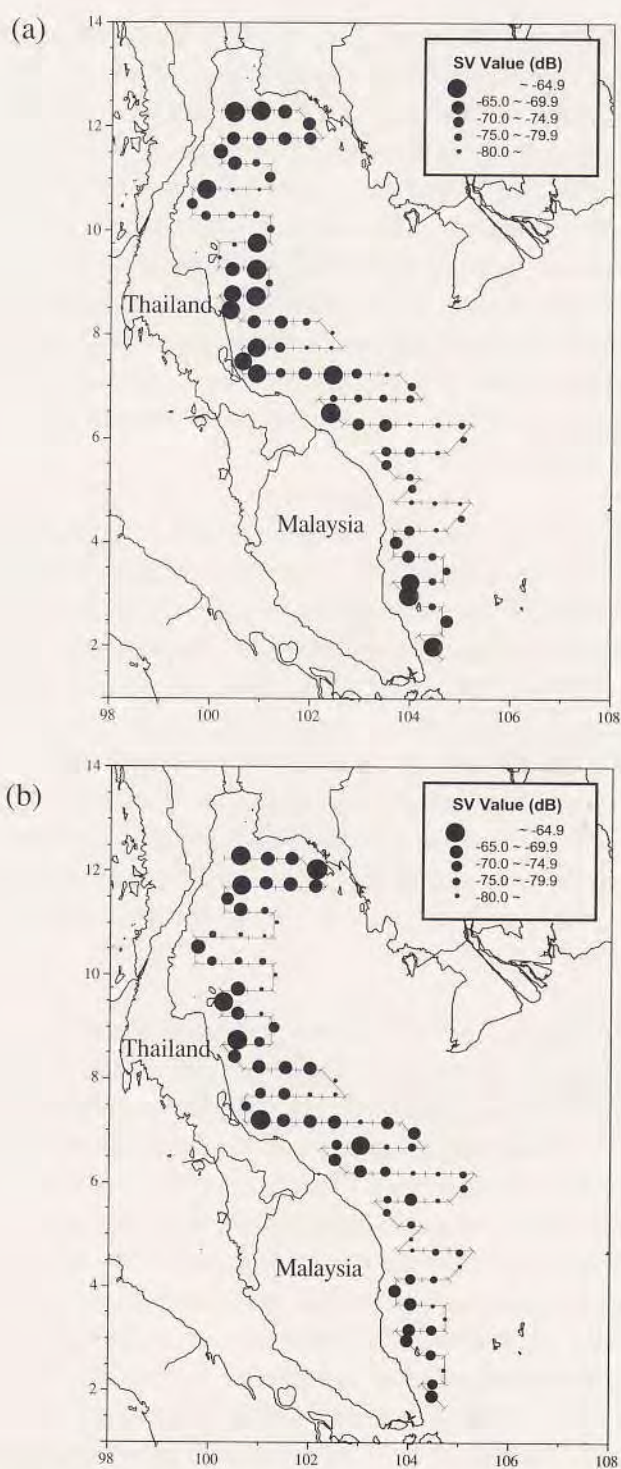 (a)
14
12
10
8
6
4
2
98 100 102 104 106 108
SV Value (dB)
~ -64.9
-65.0 ~ -69.9
-70.0 ~ -74.9
-75.0 ~ -79.9
-80.0 ~
Thailand
Malaysia
(b)
14
12
10
8
6
4
2
98 100 102 104 106 108
SV Value (dB)
~ -64.9
-65.0 ~ -69.9
-70.0 ~ -74.9
-75.0 ~ -79.9
-80.0 ~
Thailand
Malaysia